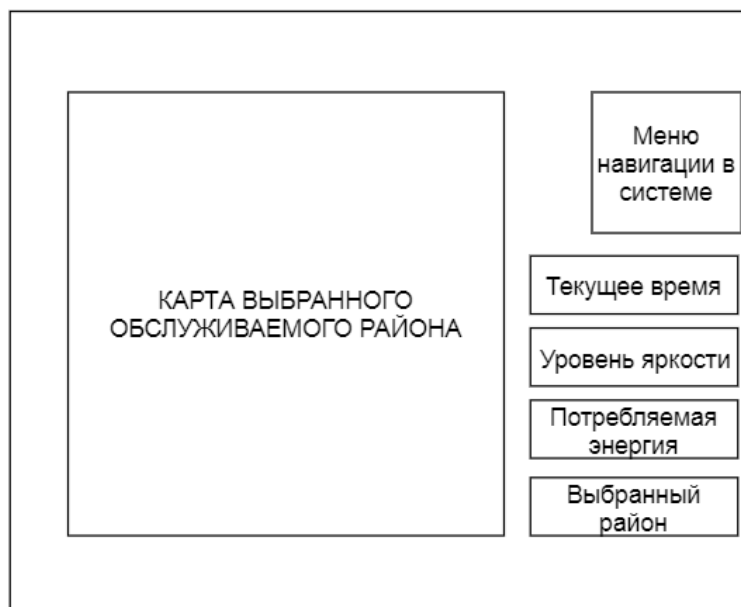 КАРТА ВЫБРАННОГО
ОБСЛУЖИВАЕМОГО РАЙОНА
Меню
навигации в
системе
Текущее время
Уровень яркости
Потребляемая
энергия
Выбранный
район